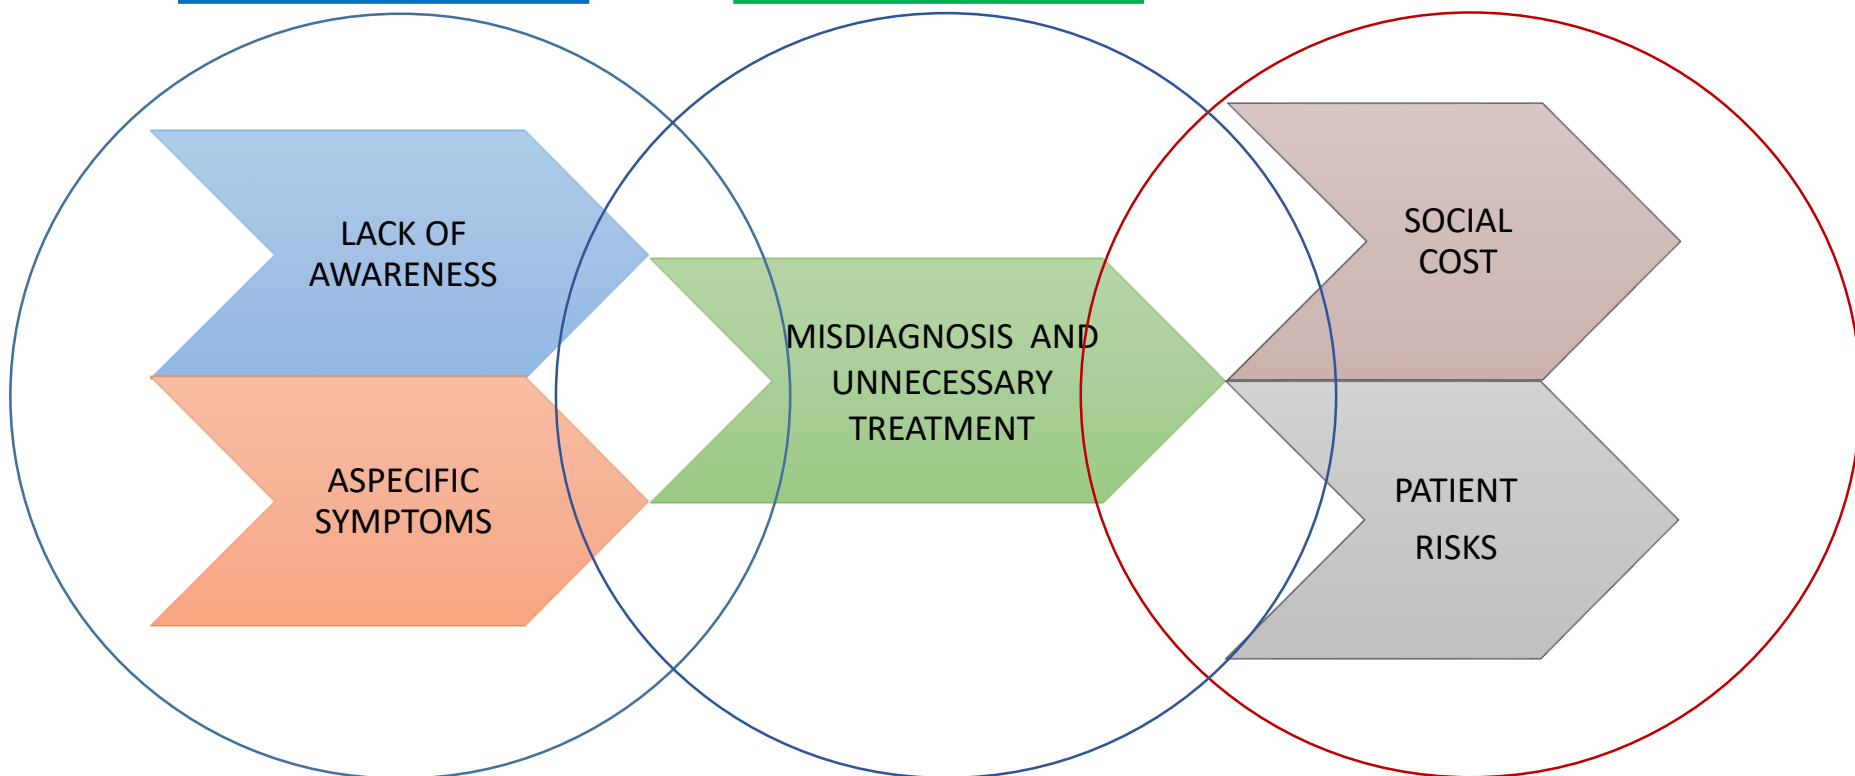 LACK OF
AWARENESS
ASPECIFIC
SYMPTOMS
MISDIAGNOSIS  AND
UNNECESSARY
TREATMENT
SOCIAL
COST
PATIENT
RISKS